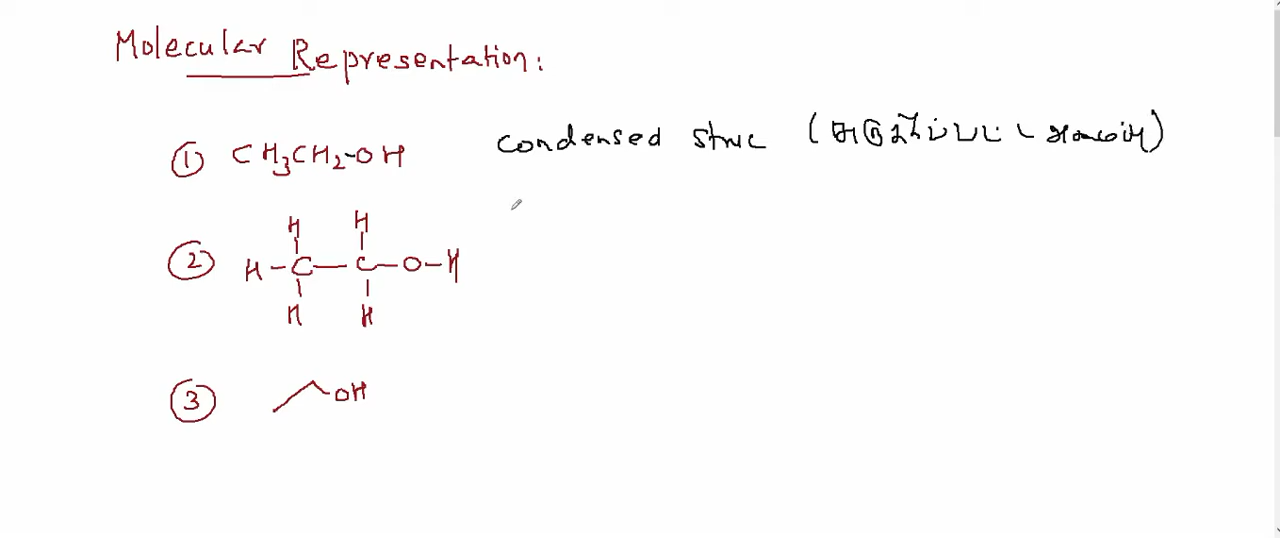 Molecular Representation:
① CH₃CH₂-OH condensed struc
H H
② H-C-C-O-H
H H
③ OH